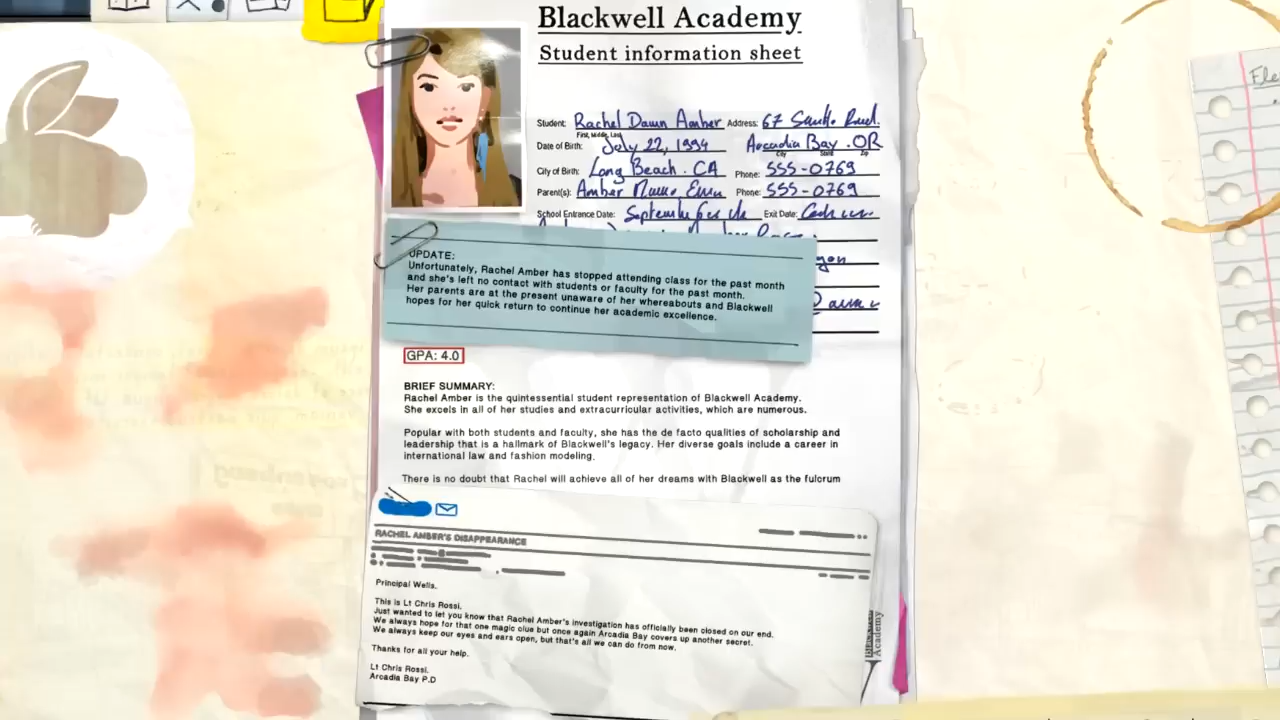 Blackwell Academy
Student information sheet
Student: Rachel Dawn Amber Address: 67
First, Middle, Last
Date of Birth: July 22, 1994 Arcadia Bay . OR
City State Zip
City of Birth: Long Beach . CA Phone: 555-0769
Parent(s): Amber Phone: 555-0769
School Entrance Date: September Exit Date:
UPDATE:
Unfortunately, Rachel Amber has stopped attending class for the past month
and she's left no contact with students or faculty for the past month.
Her parents are at the present unaware of her whereabouts and Blackwell
hopes for her quick return to continue her academic excellence.
GPA: 4.0
BRIEF SUMMARY:
Rachel Amber is the quintessential student representation of Blackwell Academy.
She excels in all of her studies and extracurricular activities, which are numerous.
Popular with both students and faculty, she has the de facto qualities of scholarship and
leadership that is a hallmark of Blackwell's legacy. Her diverse goals include a career in
international law and fashion modeling.
There is no doubt that Rachel will achieve all of her dreams with Blackwell as the fulcrum
RACHEL AMBER'S DISAPPEARANCE
Principal Wells.
This is Lt Chris Rossi.
Just wanted to let you know that Rachel Amber's investigation has officially been closed on our end.
We always hope for that one magic clue but once again Arcadia Bay covers up another secret.
We always keep our eyes and ears open, but that's all we can do from now.
Thanks for all your help.
Lt Chris Rossi.
Arcadia Bay P.D
Academy